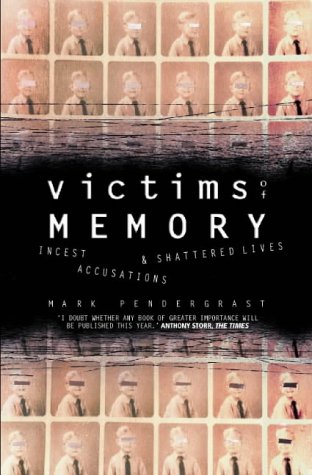 victims of
MEMORY
INCEST
& SHATTERED LIVES
ACCUSATIONS
MARK PENDERGRAST
'I DOUBT WHETHER ANY BOOK OF GREATER IMPORTANCE WILL
BE PUBLISHED THIS YEAR.' ANTHONY STORR, THE TIMES